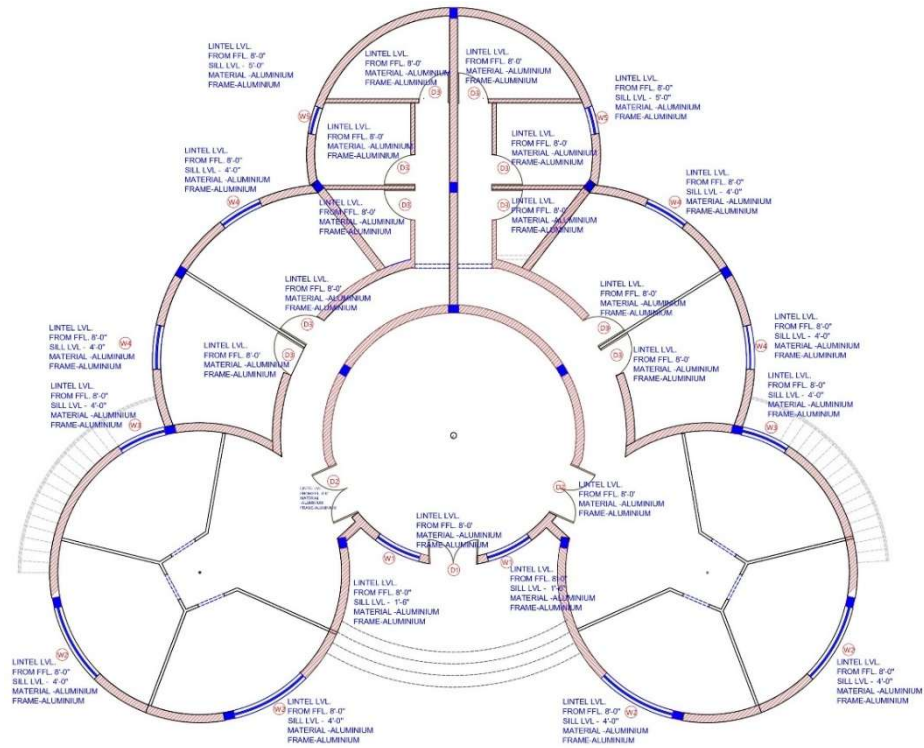 LINTEL LVL.
FROM FFL. 8'-0"
SILL LVL - 5'-0"
MATERIAL -ALUMINIUM
FRAME-ALUMINIUM
LINTEL LVL.
FROM FFL. 8'-0'
MATERIAL -ALUMINIUM
FRAME-ALUMINIUM
LINTEL LVL.
FROM FFL. 8'-0'
MATERIAL -ALUMINIUM
FRAME-ALUMINIUM
D3
D3
LINTEL LVL.
FROM FFL. 8'-0"
SILL LVL - 5'-0"
MATERIAL -ALUMINIUM
FRAME-ALUMINIUM
W5
W5
LINTEL LVL.
FROM FFL. 8'-0'
MATERIAL -ALUMINIUM
FRAME-ALUMINIUM
LINTEL LVL.
FROM FFL. 8'-0'
MATERIAL -ALUMINIUM
FRAME-ALUMINIUM
D3
D3
LINTEL LVL.
FROM FFL. 8'-0"
SILL LVL - 4'-0"
MATERIAL -ALUMINIUM
FRAME-ALUMINIUM
W4
LINTEL LVL.
FROM FFL. 8'-0'
MATERIAL -ALUMINIUM
FRAME-ALUMINIUM
D3
D3
LINTEL LVL.
FROM FFL. 8'-0'
MATERIAL -ALUMINIUM
FRAME-ALUMINIUM
W4
LINTEL LVL.
FROM FFL. 8'-0"
SILL LVL - 4'-0"
MATERIAL -ALUMINIUM
FRAME-ALUMINIUM
LINTEL LVL.
FROM FFL. 8'-0'
MATERIAL -ALUMINIUM
FRAME-ALUMINIUM
D3
LINTEL LVL.
FROM FFL. 8'-0'
MATERIAL -ALUMINIUM
FRAME-ALUMINIUM
D3
LINTEL LVL.
FROM FFL. 8'-0"
SILL LVL - 4'-0"
MATERIAL -ALUMINIUM
FRAME-ALUMINIUM
W4
LINTEL LVL.
FROM FFL. 8'-0'
MATERIAL -ALUMINIUM
FRAME-ALUMINIUM
D3
D3
LINTEL LVL.
FROM FFL. 8'-0'
MATERIAL -ALUMINIUM
FRAME-ALUMINIUM
W4
LINTEL LVL.
FROM FFL. 8'-0"
SILL LVL - 4'-0"
MATERIAL -ALUMINIUM
FRAME-ALUMINIUM
LINTEL LVL.
FROM FFL. 8'-0"
SILL LVL - 4'-0"
MATERIAL -ALUMINIUM
FRAME-ALUMINIUM
W3
W3
LINTEL LVL.
FROM FFL. 8'-0"
SILL LVL - 4'-0"
MATERIAL -ALUMINIUM
FRAME-ALUMINIUM
D2
D2
LINTEL LVL.
FROM FFL. 8'-0'
MATERIAL -ALUMINIUM
FRAME-ALUMINIUM
LINTEL LVL.
FROM FFL. 8'-0'
MATERIAL -ALUMINIUM
FRAME-ALUMINIUM
W1
D1
W1
LINTEL LVL.
FROM FFL. 8'-0"
SILL LVL - 1'-6"
MATERIAL -ALUMINIUM
FRAME-ALUMINIUM
LINTEL LVL.
FROM FFL. 8'-0"
SILL LVL - 1'-6"
MATERIAL -ALUMINIUM
FRAME-ALUMINIUM
W2
LINTEL LVL.
FROM FFL. 8'-0"
SILL LVL - 4'-0"
MATERIAL -ALUMINIUM
FRAME-ALUMINIUM
W2
LINTEL LVL.
FROM FFL. 8'-0"
SILL LVL - 4'-0"
MATERIAL -ALUMINIUM
FRAME-ALUMINIUM
LINTEL LVL.
FROM FFL. 8'-0"
SILL LVL - 4'-0"
MATERIAL -ALUMINIUM
FRAME-ALUMINIUM
W2
W2
LINTEL LVL.
FROM FFL. 8'-0"
SILL LVL - 4'-0"
MATERIAL -ALUMINIUM
FRAME-ALUMINIUM